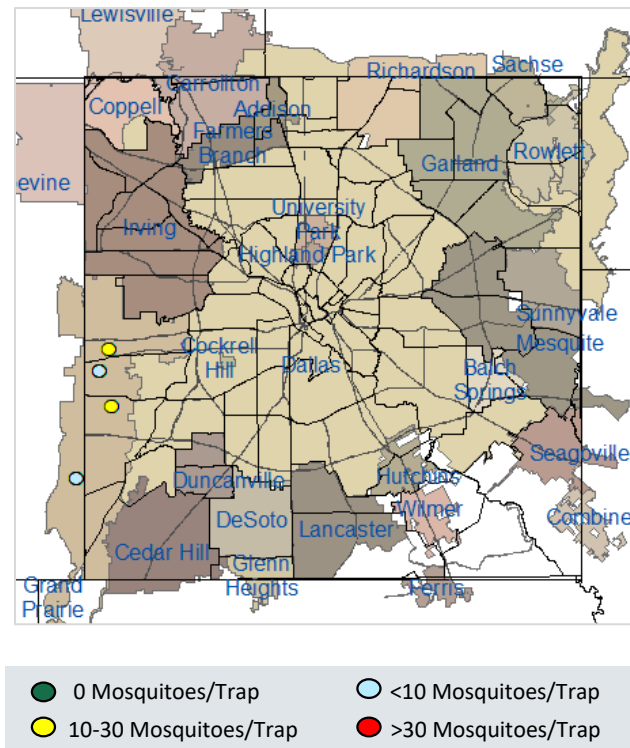 Lewisville
Carrollton
Richardson
Sachse
Coppell
Addison
Farmers
Branch
Garland
Rowlett
evine
University
Park
Irving
Highland Park
Sunnyvale
Cockrell
Hill
Dallas
Mesquite
Balch
Springs
Seagoville
Duncanville
Hutchins
Wilmer
DeSoto
Lancaster
Combine
Cedar Hill
Glenn
Heights
Grand
Prairie
Ferris
0 Mosquitoes/Trap
<10 Mosquitoes/Trap
10-30 Mosquitoes/Trap
>30 Mosquitoes/Trap